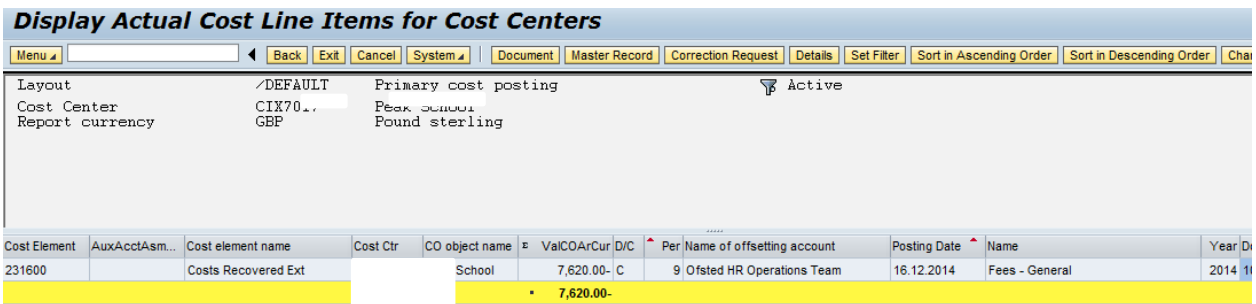 Display Actual Cost Line Items for Cost Centers
Menu Back Exit Cancel System Document Master Record Correction Request Details Set Filter Sort in Ascending Order Sort in Descending Order
Layout /DEFAULT Primary cost posting Active
Cost Center Peak School
Report currency GBP Pound sterling
Cost Element AuxAcctAsm... Cost element name Cost Ctr CO object name Σ ValCOArCur D/C Per Name of offsetting account Posting Date Name Year
231600 Costs Recovered Ext School 7,620.00- C 9 Ofsted HR Operations Team 16.12.2014 Fees - General 2014
▪ 7,620.00-